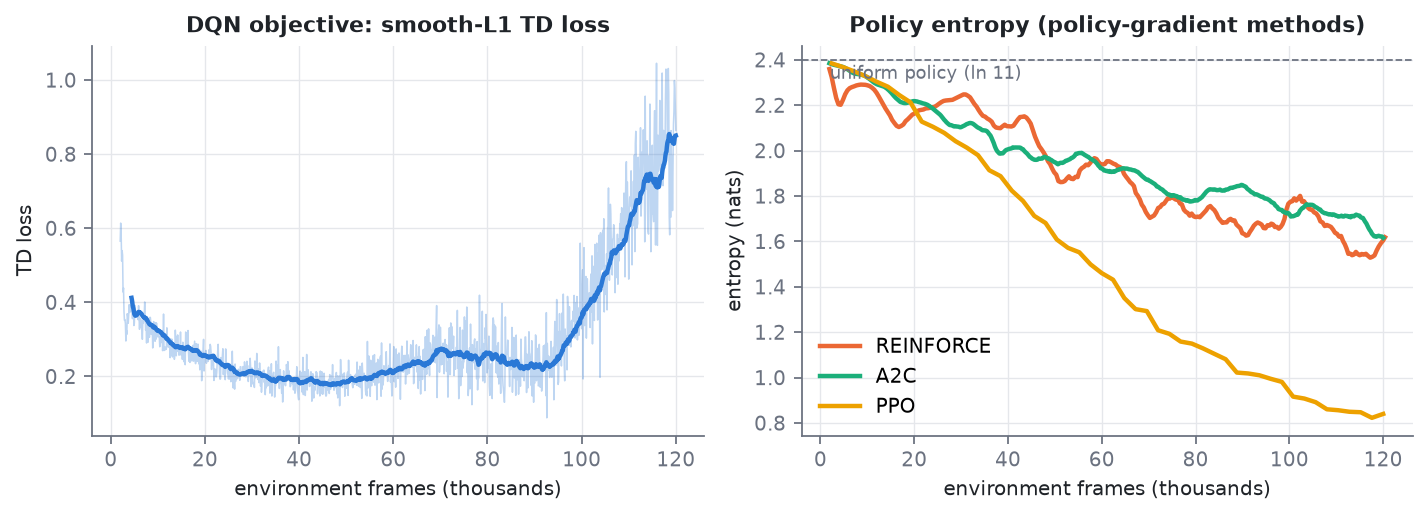 DQN objective: smooth-L1 TD loss
TD loss
1.0
0.8
0.6
0.4
0.2
0 20 40 60 80 100 120
environment frames (thousands)
Policy entropy (policy-gradient methods)
entropy (nats)
2.4
2.2
2.0
1.8
1.6
1.4
1.2
1.0
0.8
uniform policy (ln 11)
REINFORCE
A2C
PPO
0 20 40 60 80 100 120
environment frames (thousands)